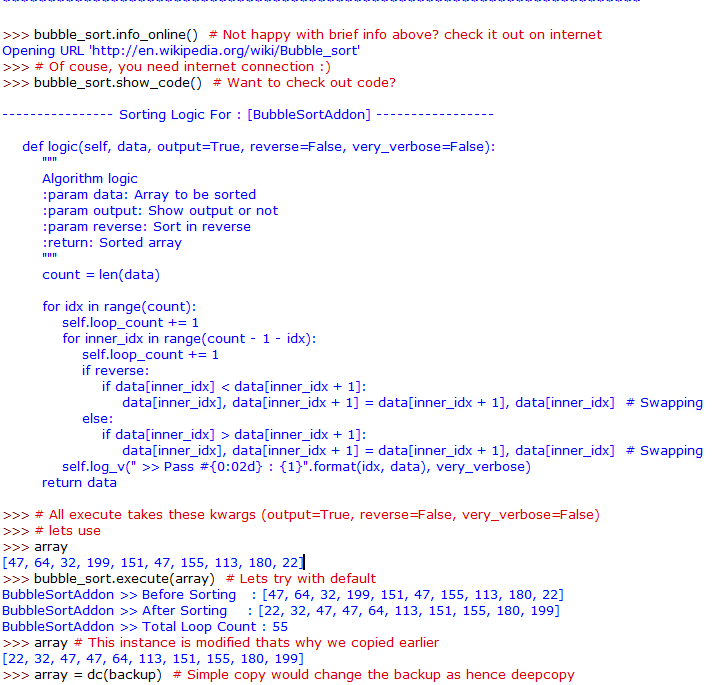 >>> bubble_sort.info_online()  # Not happy with brief info above? check it out on internet
Opening URL 'http://en.wikipedia.org/wiki/Bubble_sort'
>>> # Of couse, you need internet connection :)
>>> bubble_sort.show_code()  # Want to check out code?
---------------- Sorting Logic For : [BubbleSortAddon] -----------------
def logic(self, data, output=True, reverse=False, very_verbose=False):
"""
Algorithm logic
:param data: Array to be sorted
:param output: Show output or not
:param reverse: Sort in reverse
:return: Sorted array
"""
count = len(data)
for idx in range(count):
self.loop_count += 1
for inner_idx in range(count - 1 - idx):
self.loop_count += 1
if reverse:
if data[inner_idx] < data[inner_idx + 1]:
data[inner_idx], data[inner_idx + 1] = data[inner_idx + 1], data[inner_idx]  # Swapping
else:
if data[inner_idx] > data[inner_idx + 1]:
data[inner_idx], data[inner_idx + 1] = data[inner_idx + 1], data[inner_idx]  # Swapping
self.log_v(" >> Pass #{0:02d} : {1}".format(idx, data), very_verbose)
return data
>>> # All execute takes these kwargs (output=True, reverse=False, very_verbose=False)
>>> # lets use
>>> array
[47, 64, 32, 199, 151, 47, 155, 113, 180, 22]
>>> bubble_sort.execute(array)  # Lets try with default
BubbleSortAddon >> Before Sorting   : [47, 64, 32, 199, 151, 47, 155, 113, 180, 22]
BubbleSortAddon >> After Sorting    : [22, 32, 47, 47, 64, 113, 151, 155, 180, 199]
BubbleSortAddon >> Total Loop Count : 55
>>> array # This instance is modified thats why we copied earlier
[22, 32, 47, 47, 64, 113, 151, 155, 180, 199]
>>> array = dc(backup)  # Simple copy would change the backup as hence deepcopy